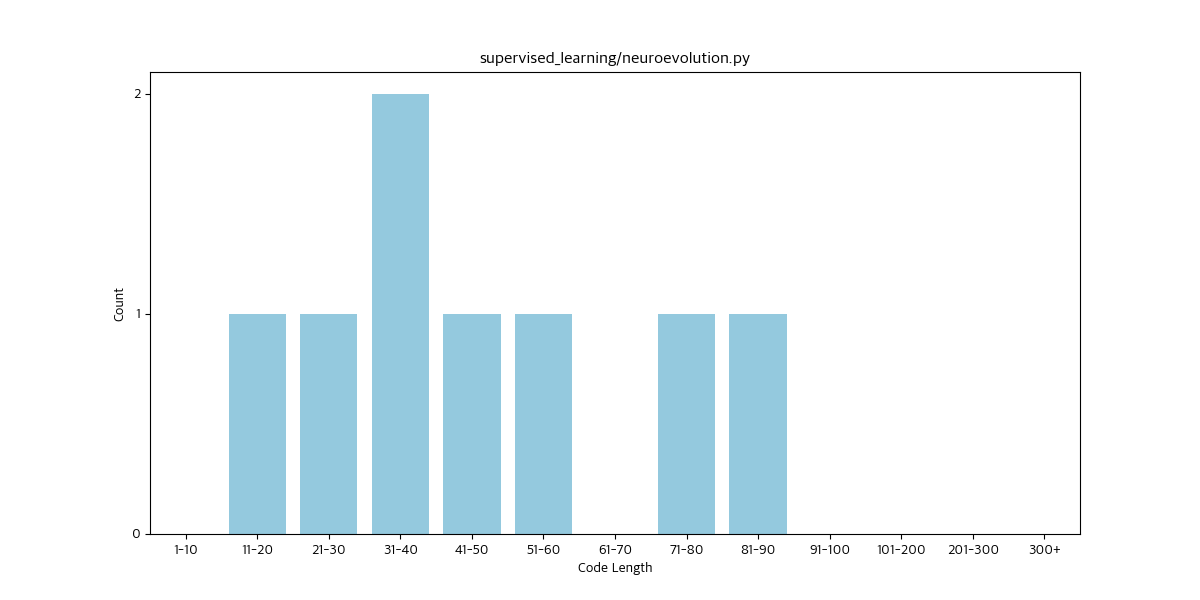 supervised_learning/neuroevolution.py
2
1
0
Count
1-10 11-20 21-30 31-40 41-50 51-60 61-70 71-80 81-90 91-100 101-200 201-300 300+
Code Length